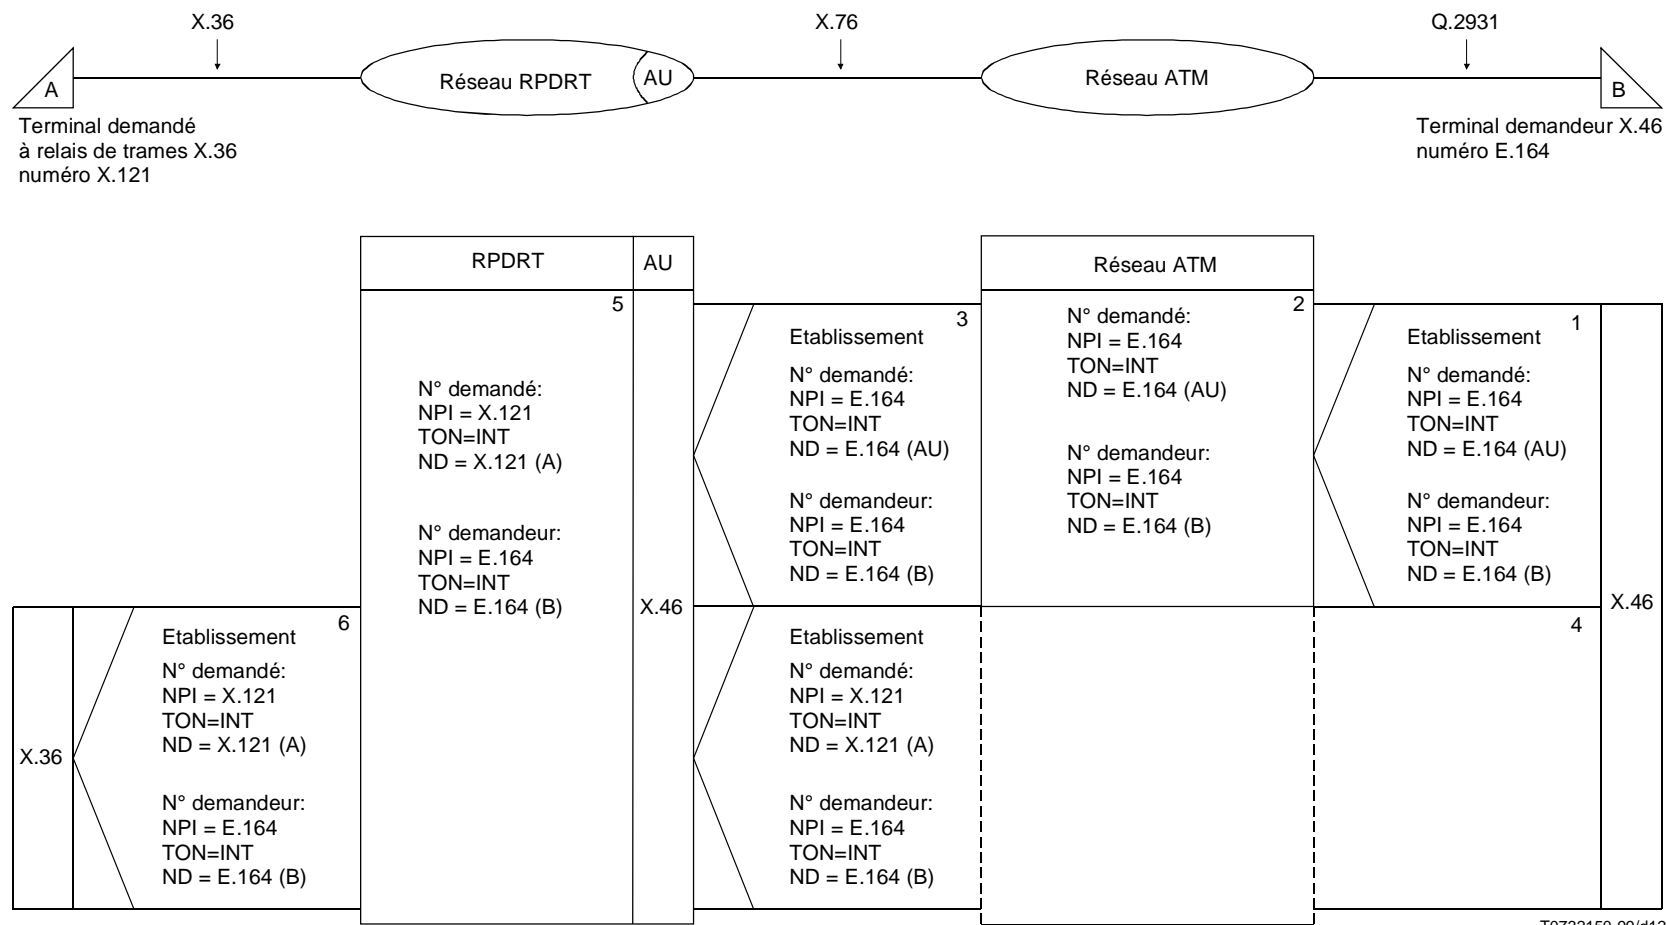 X.36
X.76
Q.2931
A
Réseau RPDRT
AU
Réseau ATM
B
Terminal demandé
à relais de trames X.36
numéro X.121
Terminal demandeur X.46
numéro E.164
RPDRT
AU
Réseau ATM
5
N° demandé:
NPI = X.121
TON=INT
ND = X.121 (A)
N° demandeur:
NPI = E.164
TON=INT
ND = E.164 (B)
X.46
3
Etablissement
N° demandé:
NPI = E.164
TON=INT
ND = E.164 (AU)
N° demandeur:
NPI = E.164
TON=INT
ND = E.164 (B)
2
N° demandé:
NPI = E.164
TON=INT
ND = E.164 (AU)
N° demandeur:
NPI = E.164
TON=INT
ND = E.164 (B)
1
Etablissement
N° demandé:
NPI = E.164
TON=INT
ND = E.164 (AU)
N° demandeur:
NPI = E.164
TON=INT
ND = E.164 (B)
X.46
X.36
6
Etablissement
N° demandé:
NPI = X.121
TON=INT
ND = X.121 (A)
N° demandeur:
NPI = E.164
TON=INT
ND = E.164 (B)
Etablissement
N° demandé:
NPI = X.121
TON=INT
ND = X.121 (A)
N° demandeur:
NPI = E.164
TON=INT
ND = E.164 (B)
4